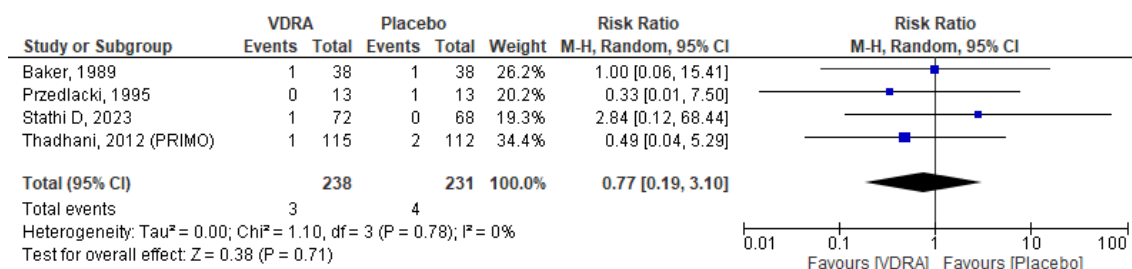 VDRA Placebo Risk Ratio Risk Ratio
Study or Subgroup Events Total Events Total Weight M-H, Random, 95% CI M-H, Random, 95% CI
Baker, 1989 1 38 1 38 26.2% 1.00 [0.06, 15.41]
Przedlacki, 1995 0 13 1 13 20.2% 0.33 [0.01, 7.50]
Stathi D, 2023 1 72 0 68 19.3% 2.84 [0.12, 68.44]
Thadhani, 2012 (PRIMO) 1 115 2 112 34.4% 0.49 [0.04, 5.29]
Total (95% CI) 238 231 100.0% 0.77 [0.19, 3.10]
Total events 3 4
Heterogeneity: Tau² = 0.00; Chi² = 1.10, df = 3 (P = 0.78); I² = 0%
Test for overall effect: Z = 0.38 (P = 0.71)
0.01 0.1 1 10 100
Favours [VDRA] Favours [Placebo]